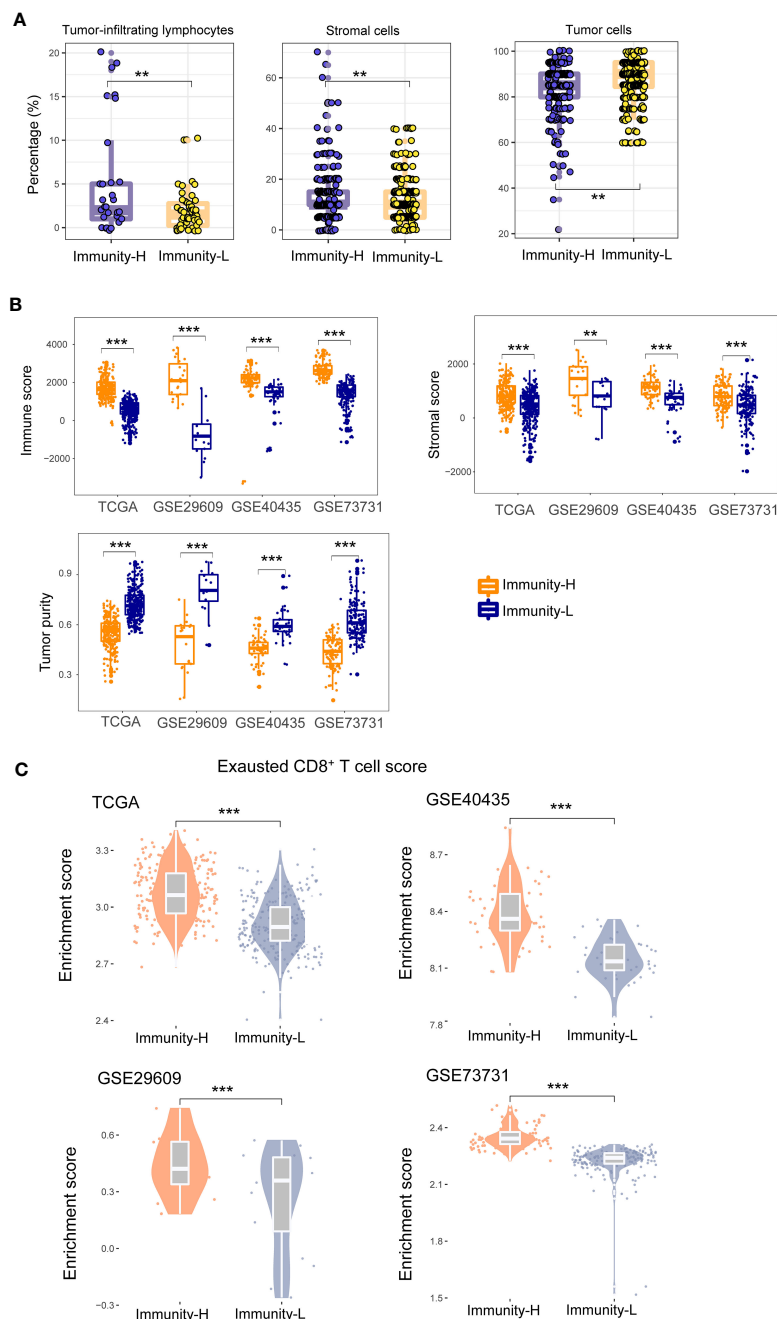 A
Tumor-infiltrating lymphocytes
Stromal cells
Tumor cells
Percentage (%)
20
15
10
5
0
**
Immunity-H
Immunity-L
60
40
20
0
**
Immunity-H
Immunity-L
100
80
60
40
20
**
Immunity-H
Immunity-L
B
Immune score
4000
2000
0
−2000
***
***
***
***
TCGA
GSE29609
GSE40435
GSE73731
Stromal score
2000
0
−2000
***
**
***
***
TCGA
GSE29609
GSE40435
GSE73731
Tumor purity
0.9
0.6
0.3
***
***
***
***
TCGA
GSE29609
GSE40435
GSE73731
Immunity-H
Immunity-L
C
Exausted CD8⁺ T cell score
TCGA
***
Enrichment score
3.3
3.0
2.7
2.4
Immunity-H
Immunity-L
GSE40435
***
Enrichment score
8.7
8.4
8.1
7.8
Immunity-H
Immunity-L
GSE29609
***
Enrichment score
0.6
0.3
0.0
−0.3
Immunity-H
Immunity-L
GSE73731
***
Enrichment score
2.4
2.1
1.8
1.5
Immunity-H
Immunity-L